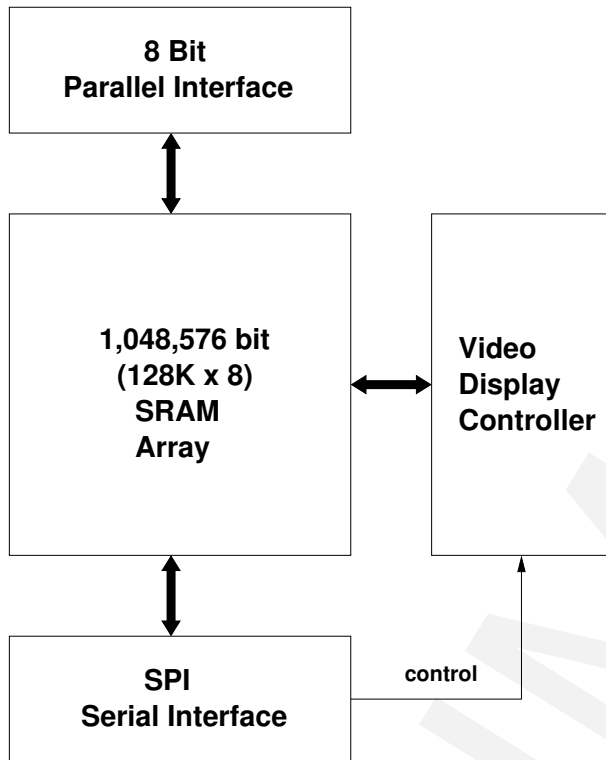 8 Bit
Parallel Interface
1,048,576 bit
(128K x 8)
SRAM
Array
Video
Display
Controller
SPI
Serial Interface
control